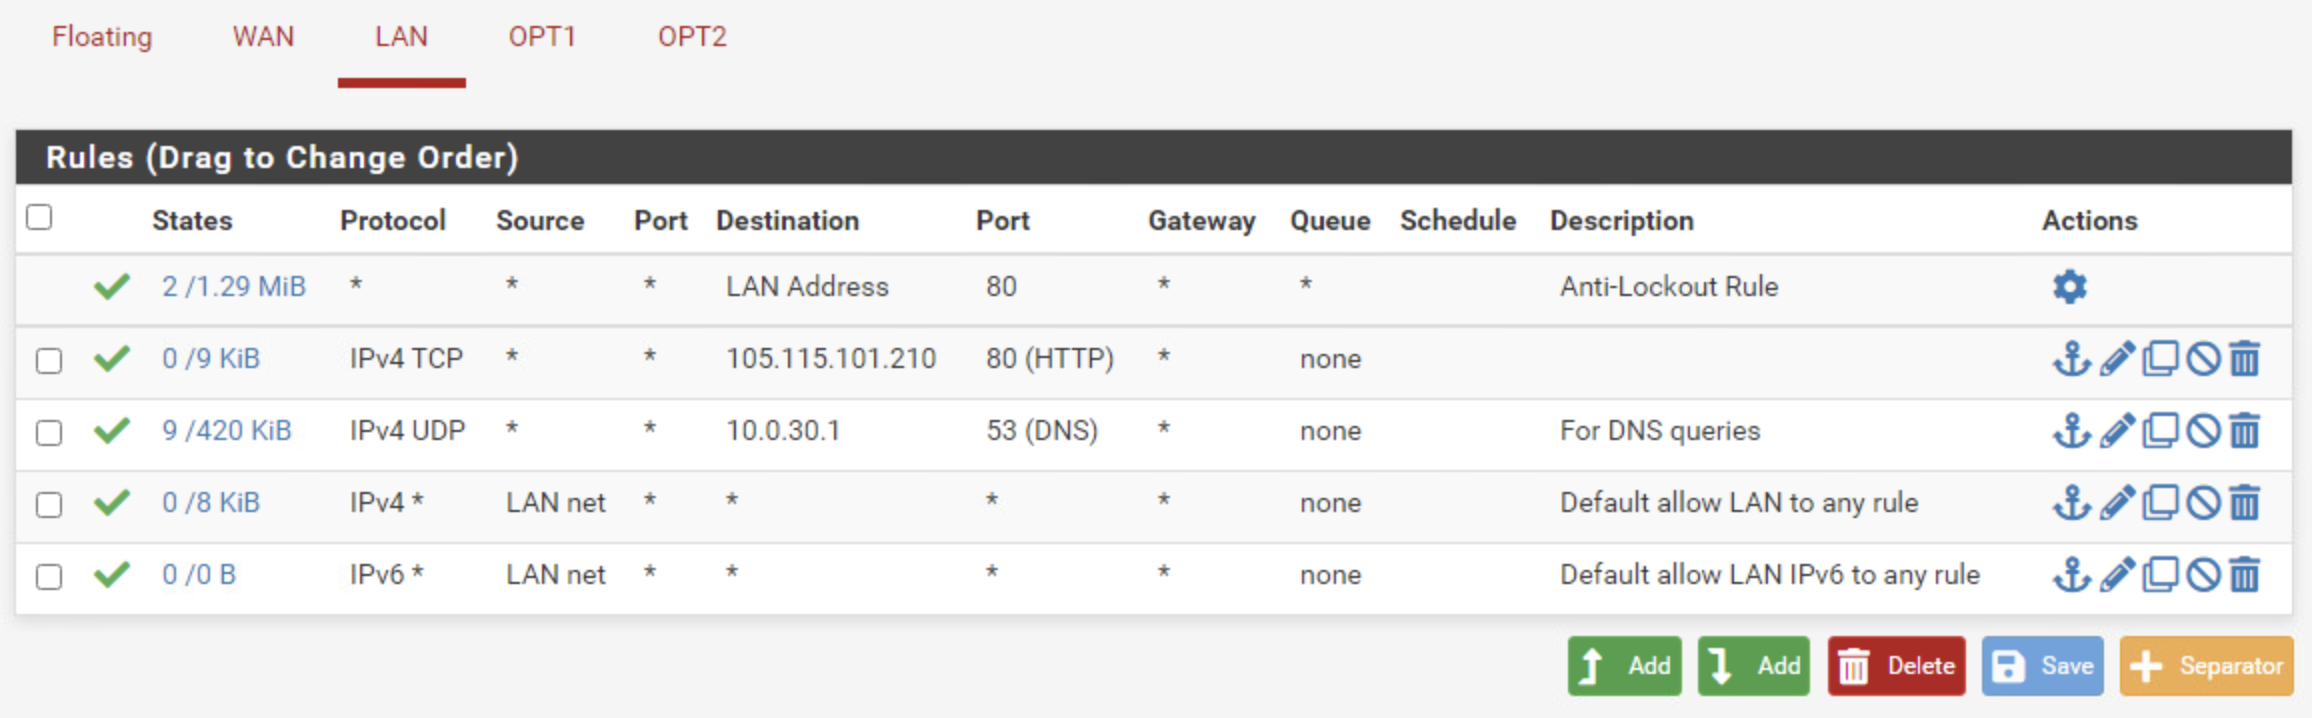 Floating WAN LAN OPT1 OPT2
Rules (Drag to Change Order)
States Protocol Source Port Destination Port Gateway Queue Schedule Description Actions
2 /1.29 MiB * * * LAN Address 80 * * Anti-Lockout Rule
0 /9 KiB IPv4 TCP * * 105.115.101.210 80 (HTTP) * none
9 /420 KiB IPv4 UDP * * 10.0.30.1 53 (DNS) * none For DNS queries
0 /8 KiB IPv4 * LAN net * * * * none Default allow LAN to any rule
0 /0 B IPv6 * LAN net * * * * none Default allow LAN IPv6 to any rule
Add Add Delete Save Separator